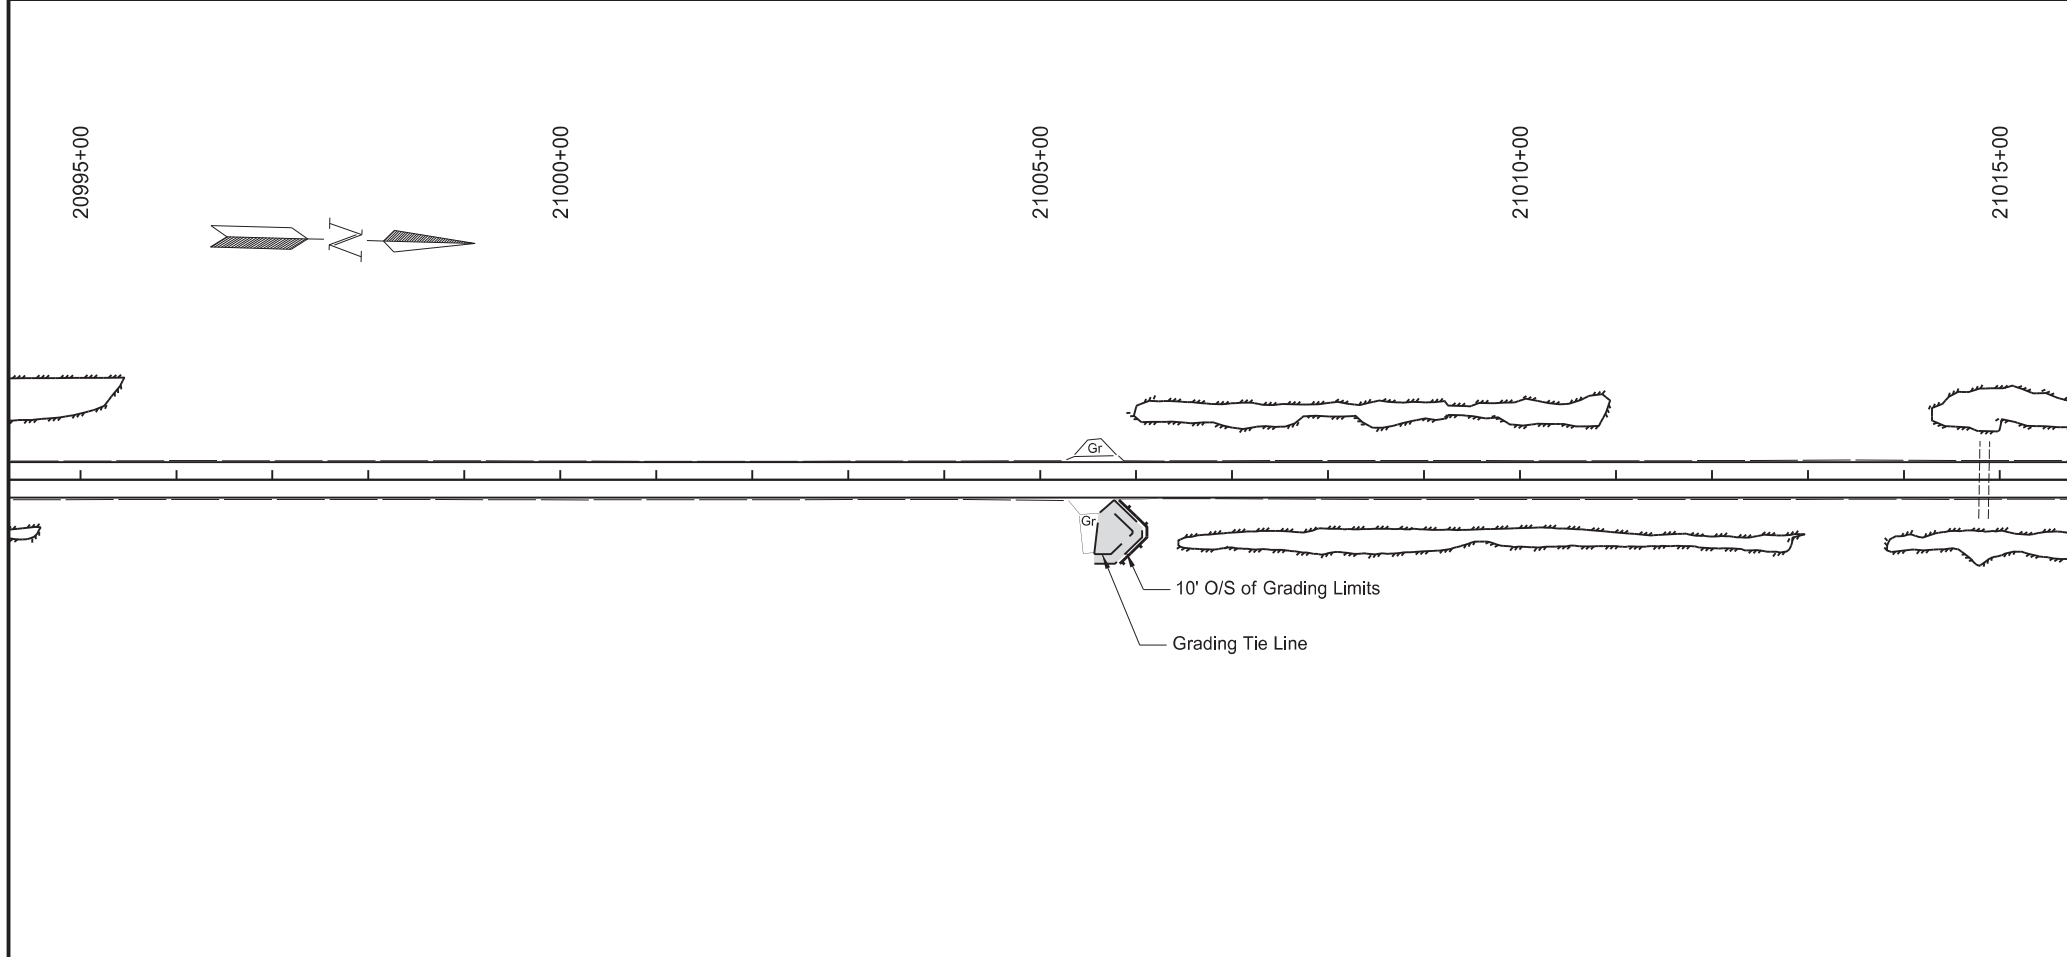 20995+00
21000+00
21005+00
21010+00
21015+00
N
Gr
Gr
10' O/S of Grading Limits
Grading Tie Line